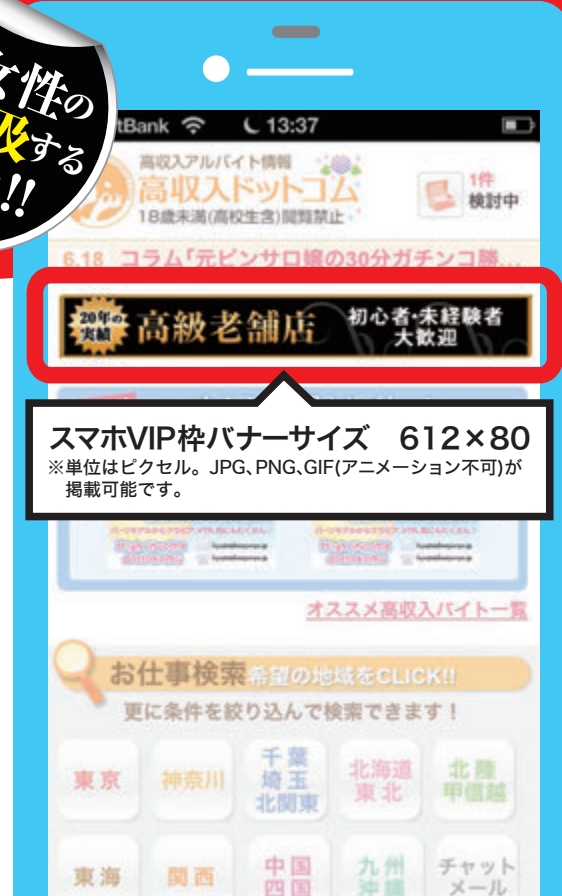 女性の
及する
!!
tBank 13:37
高収入アルバイト情報
高収入ドットコム
18歳未満(高校生含)閲覧禁止
1件
検討中
6.18 コラム「元ピンサロ嬢の30分ガチンコ勝...
20年の
実績
高級老舗店
初心者・未経験者
大歓迎
スマホVIP枠バナーサイズ 612×80
※単位はピクセル。JPG、PNG、GIF(アニメーション不可)が
掲載可能です。
オススメ高収入バイト一覧
お仕事検索 希望の地域をCLICK!!
更に条件を絞り込んで検索できます!
東京
神奈川
千葉
埼玉
北関東
北海道
東北
北陸
甲信越
東海
関西
中国
四国
九州
沖縄
チャット
メール